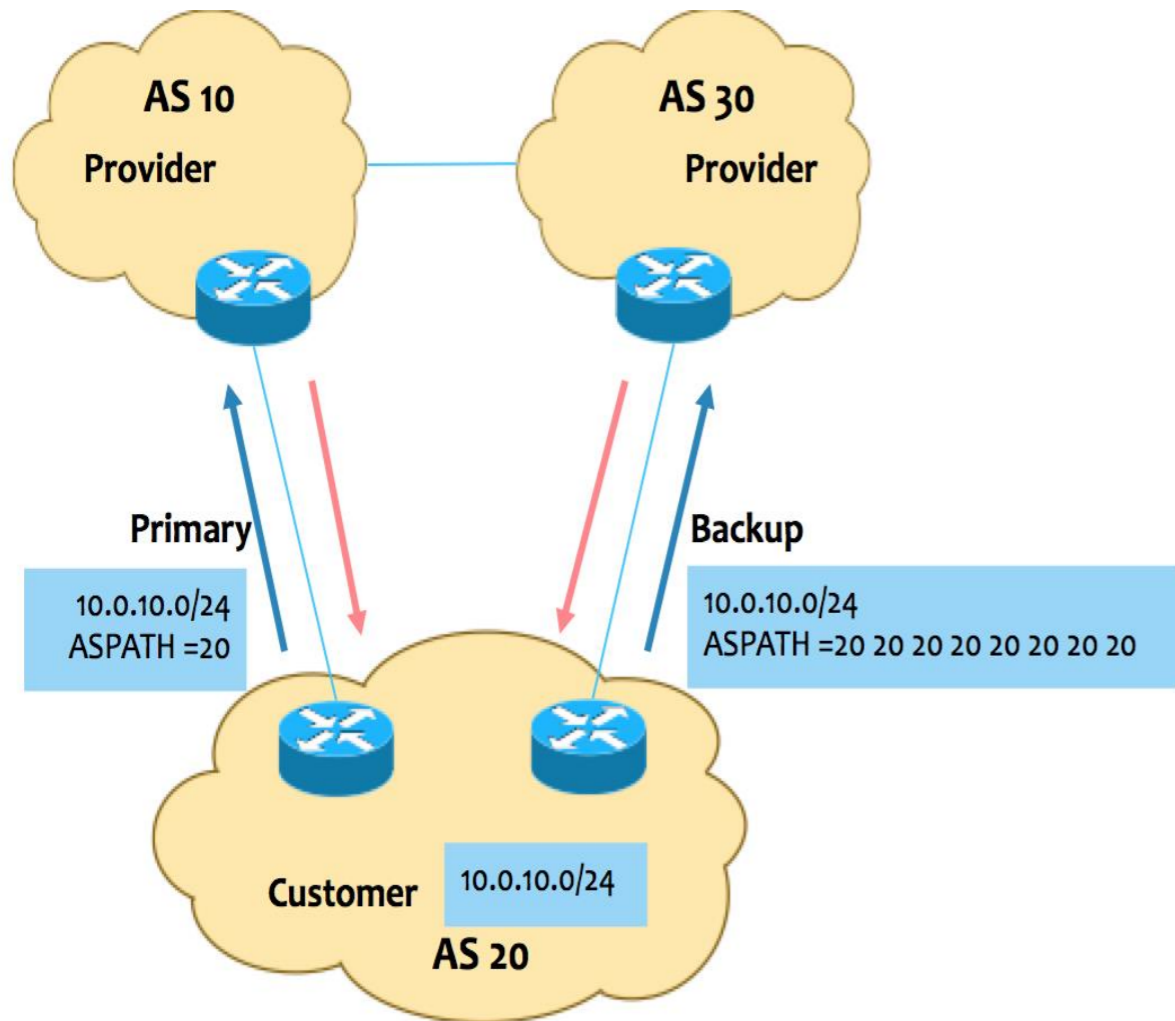 AS 10
Provider
AS 30
Provider
Primary
10.0.10.0/24
ASPATH =20
Backup
10.0.10.0/24
ASPATH =20 20 20 20 20 20 20 20
Customer
10.0.10.0/24
AS 20